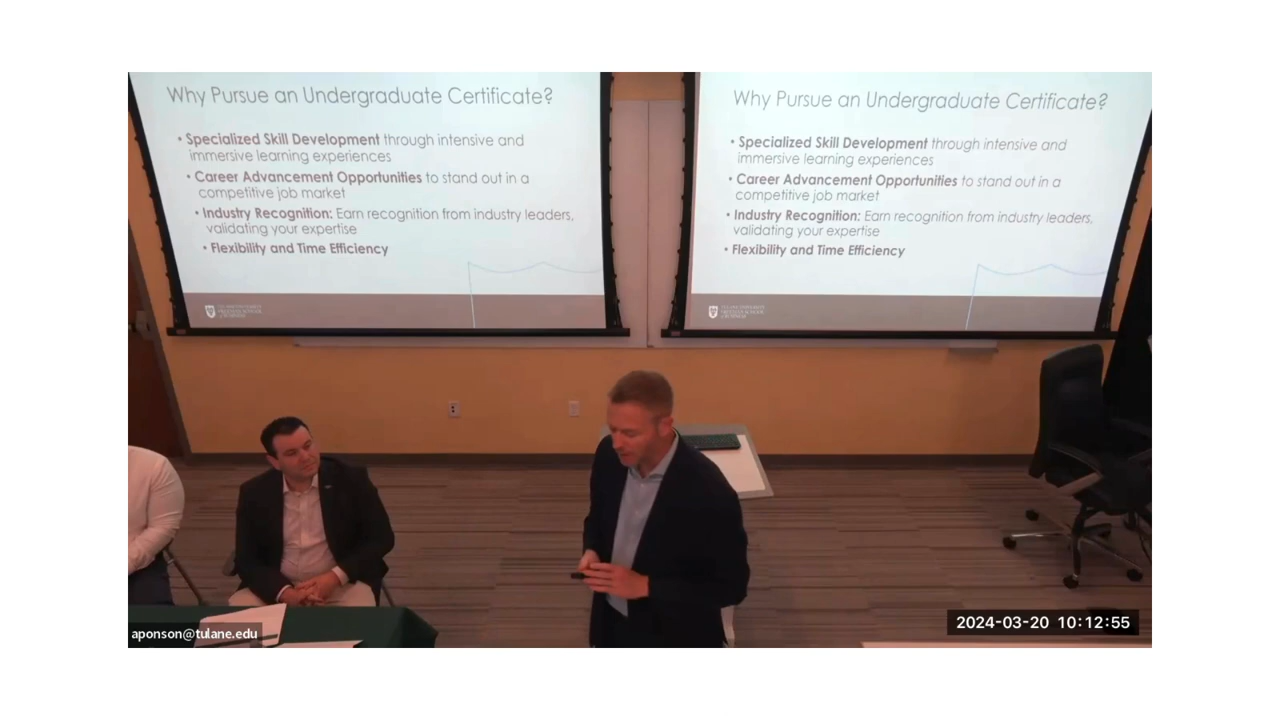 Why Pursue an Undergraduate Certificate?
• Specialized Skill Development through intensive and
immersive learning experiences
• Career Advancement Opportunities to stand out in a
competitive job market
• Industry Recognition: Earn recognition from industry leaders,
validating your expertise
• Flexibility and Time Efficiency
Why Pursue an Undergraduate Certificate?
• Specialized Skill Development through intensive and
immersive learning experiences
• Career Advancement Opportunities to stand out in a
competitive job market
• Industry Recognition: Earn recognition from industry leaders,
validating your expertise
• Flexibility and Time Efficiency
aponson@tulane.edu
2024-03-20 10:12:55